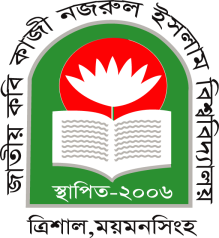 জাতীয় কবি কাজী নজরুল ইসলাম বিশ্ববিদ্যালয়
স্থাপিত-২০০৬
ত্রিশাল,ময়মনসিংহ